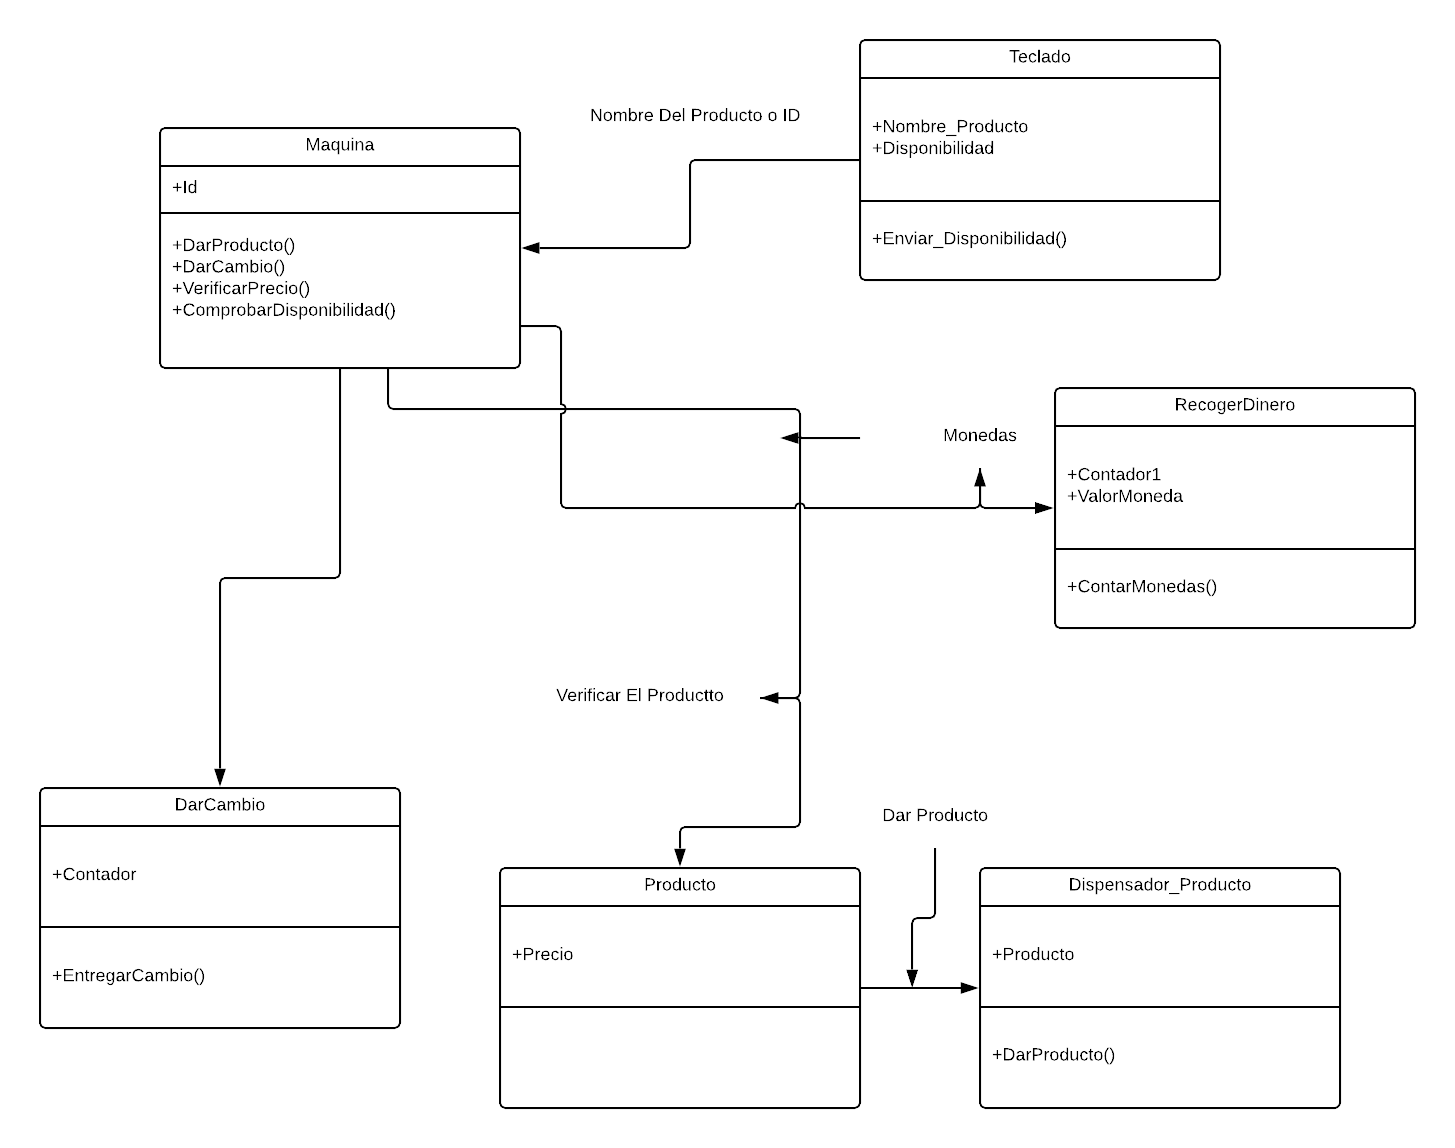 Teclado
+Nombre_Producto
+Disponibilidad
+Enviar_Disponibilidad()
Nombre Del Producto o ID
Maquina
+Id
+DarProducto()
+DarCambio()
+VerificarPrecio()
+ComprobarDisponibilidad()
RecogerDinero
+Contador1
+ValorMoneda
+ContarMonedas()
Monedas
Verificar El Productto
DarCambio
+Contador
+EntregarCambio()
Producto
+Precio
Dar Producto
Dispensador_Producto
+Producto
+DarProducto()